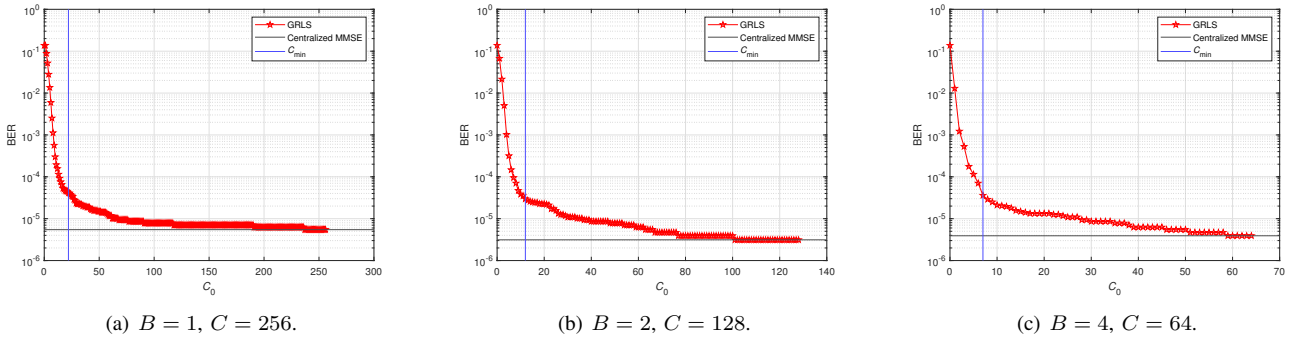 10^0
10^-1
10^-2
10^-3
10^-4
10^-5
10^-6
BER
0 50 100 150 200 250 300
C_0
GRLS
Centralized MMSE
C_min
(a) B = 1, C = 256.
10^0
10^-1
10^-2
10^-3
10^-4
10^-5
10^-6
BER
0 20 40 60 80 100 120 140
C_0
GRLS
Centralized MMSE
C_min
(b) B = 2, C = 128.
10^0
10^-1
10^-2
10^-3
10^-4
10^-5
10^-6
BER
0 10 20 30 40 50 60 70
C_0
GRLS
Centralized MMSE
C_min
(c) B = 4, C = 64.